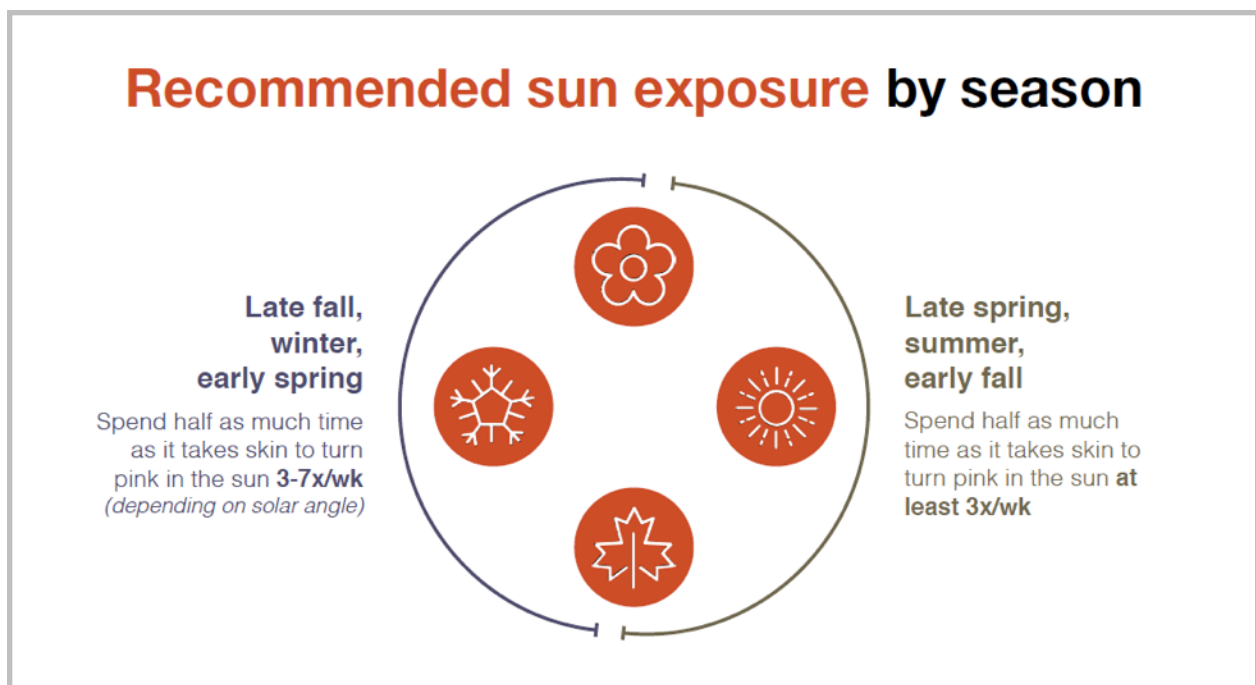 Recommended sun exposure by season
Late fall,
winter,
early spring
Spend half as much time
as it takes skin to turn
pink in the sun 3-7x/wk
(depending on solar angle)
Late spring,
summer,
early fall
Spend half as much
time as it takes skin to
turn pink in the sun at
least 3x/wk